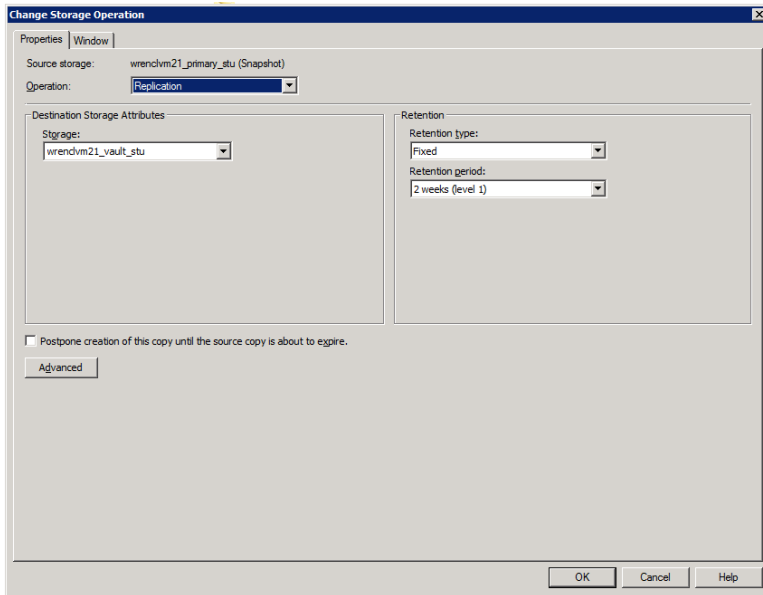 Change Storage Operation
Properties Window
Source storage: wrenclvm21_primary_stu (Snapshot)
Operation: Replication
Destination Storage Attributes
Storage:
wrenclvm21_vault_stu
Retention
Retention type:
Fixed
Retention period:
2 weeks (level 1)
Postpone creation of this copy until the source copy is about to expire.
Advanced
OK Cancel Help